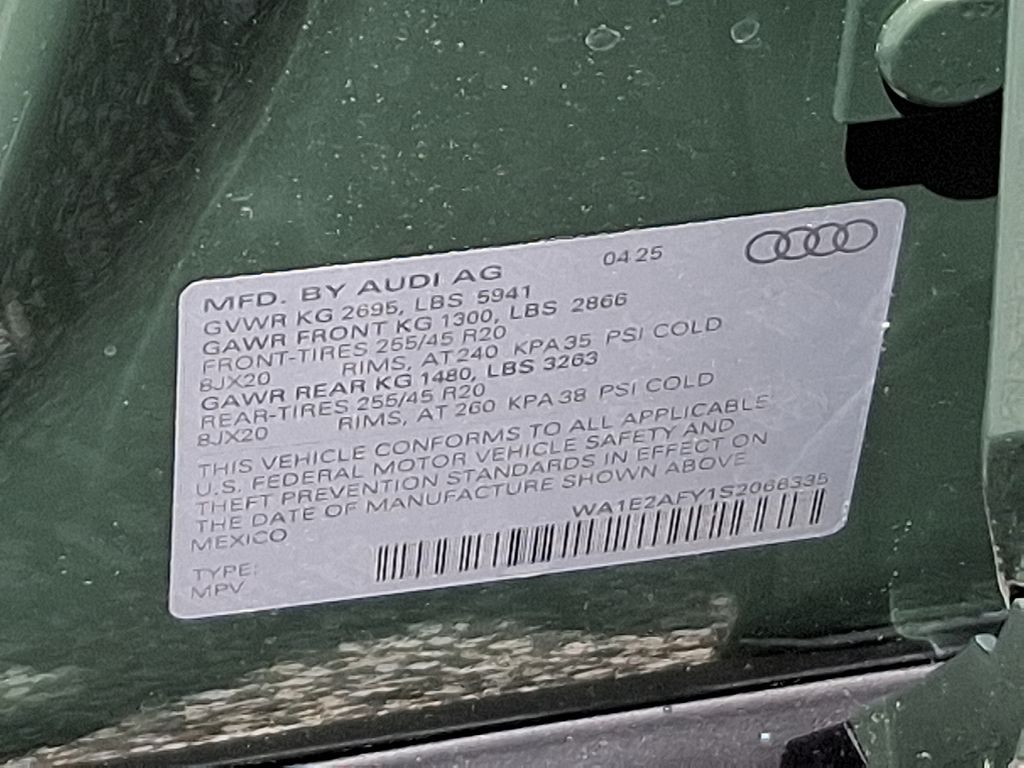 MFD. BY AUDI AG 04 25
GVWR KG 2695, LBS 5941
GAWR FRONT KG 1300, LBS 2866
FRONT-TIRES 255/45 R20
8JX20 RIMS, AT 240 KPA 35 PSI COLD
GAWR REAR KG 1480, LBS 3263
REAR-TIRES 255/45 R20
8JX20 RIMS, AT 260 KPA 38 PSI COLD
THIS VEHICLE CONFORMS TO ALL APPLICABLE
U.S. FEDERAL MOTOR VEHICLE SAFETY AND
THEFT PREVENTION STANDARDS IN EFFECT ON
THE DATE OF MANUFACTURE SHOWN ABOVE
MEXICO WA1E2AFY1S2068335
TYPE:
MPV